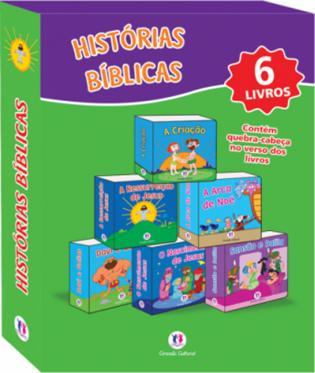 HISTÓRIAS
BÍBLICAS
6
LIVROS
Contém
quebra-cabeça
no verso dos
livros
HISTÓRIAS BÍBLICAS
A Criação
A Criação
A Ressurreição
de Jesus
A Arca
de Noé
O Nascimento
de Jesus
Sansão e Dalila
Ciranda Cultural